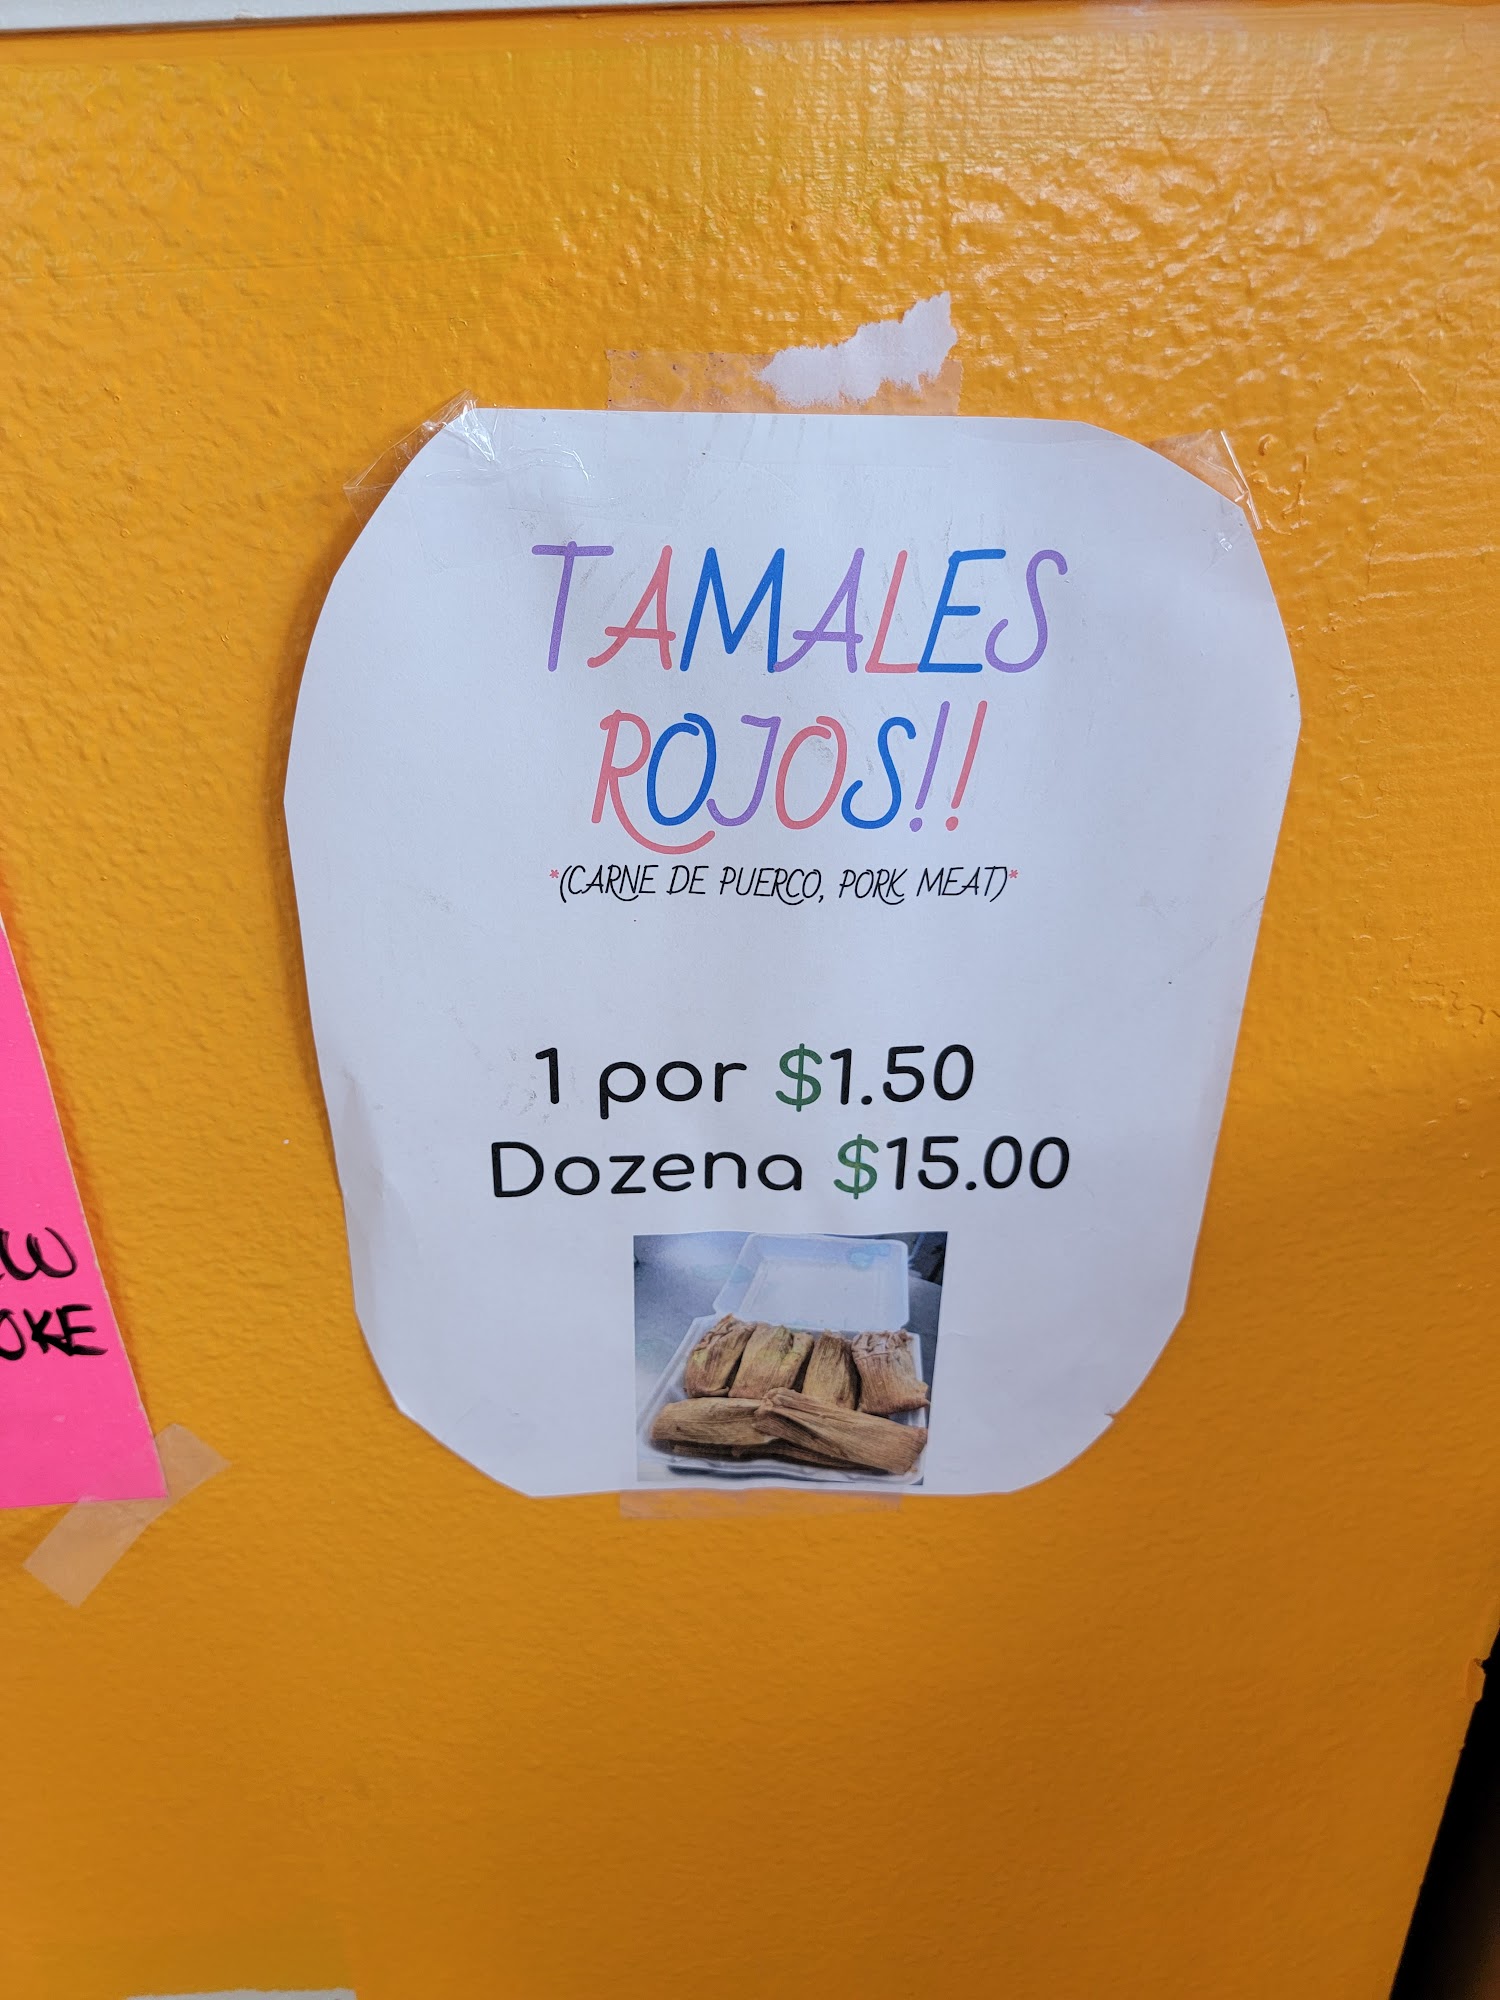 TAMALES
ROJOS!!
*(CARNE DE PUERCO, PORK MEAT)*
1 por $1.50
Dozena $15.00